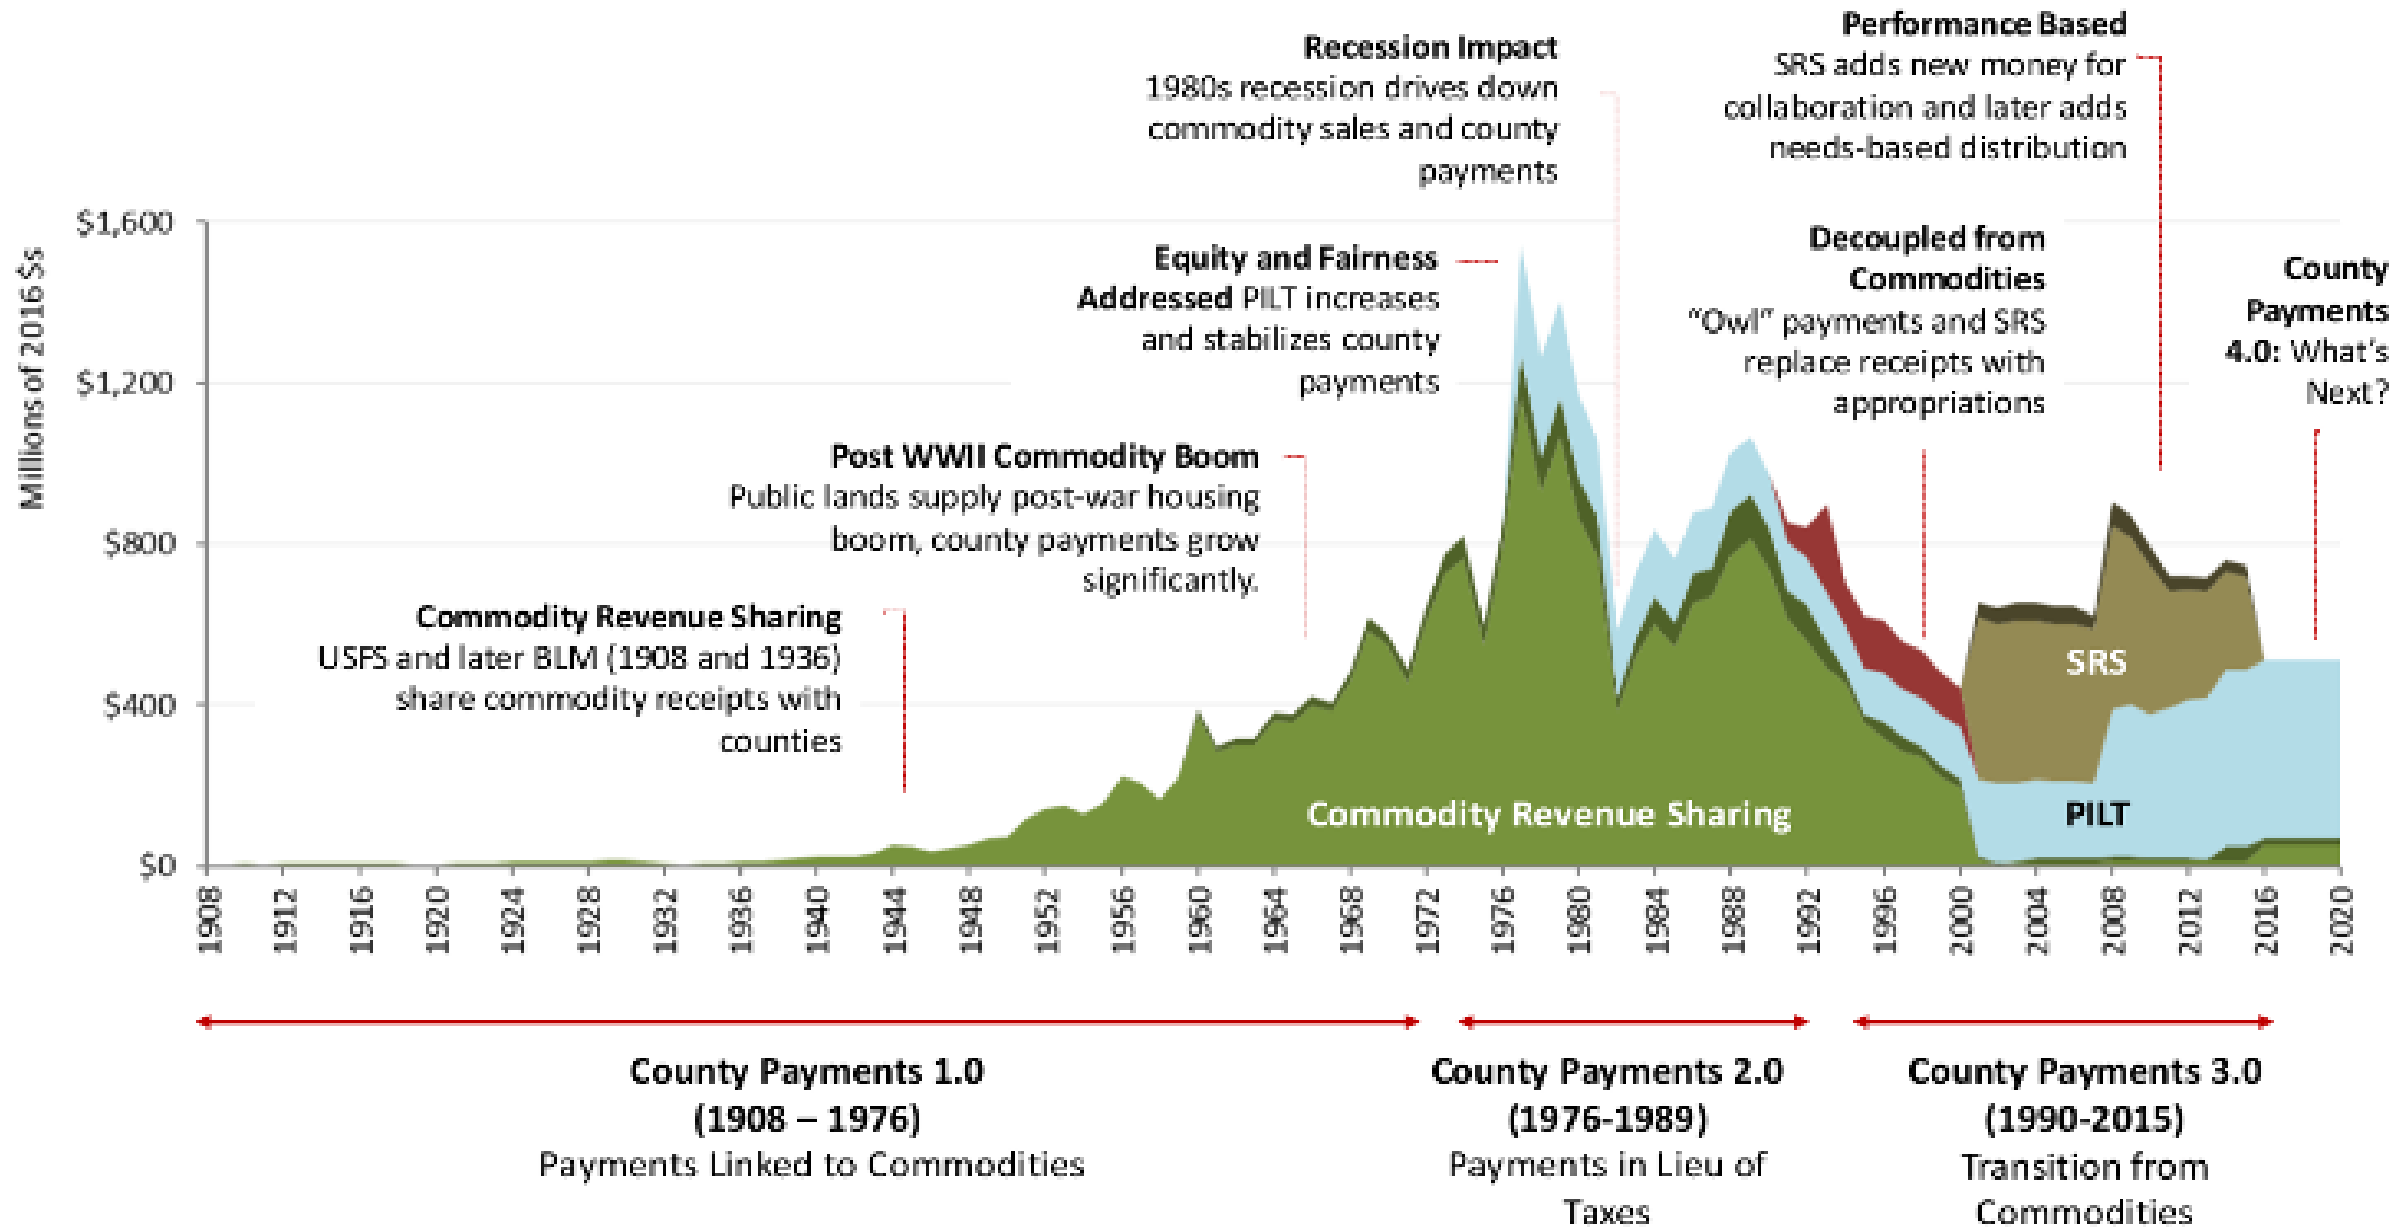 Performance Based
SRS adds new money for
collaboration and later adds
needs-based distribution
Recession Impact
1980s recession drives down
commodity sales and county
payments
Equity and Fairness
Addressed PILT increases
and stabilizes county
payments
Decoupled from
Commodities
“Owl” payments and SRS
replace receipts with
appropriations
County
Payments
4.0: What's
Next?
Post WWII Commodity Boom
Public lands supply post-war housing
boom, county payments grow
significantly.
Commodity Revenue Sharing
USFS and later BLM (1908 and 1936)
share commodity receipts with
counties
Millions of 2016 $s
$1,600
$1,200
$800
$400
$0
SRS
PILT
Commodity Revenue Sharing
1908
1912
1916
1920
1924
1928
1932
1936
1940
1944
1948
1952
1956
1960
1964
1968
1972
1976
1980
1984
1988
1992
1996
2000
2004
2008
2012
2016
2020
County Payments 1.0
(1908 – 1976)
Payments Linked to Commodities
County Payments 2.0
(1976-1989)
Payments in Lieu of
Taxes
County Payments 3.0
(1990-2015)
Transition from
Commodities